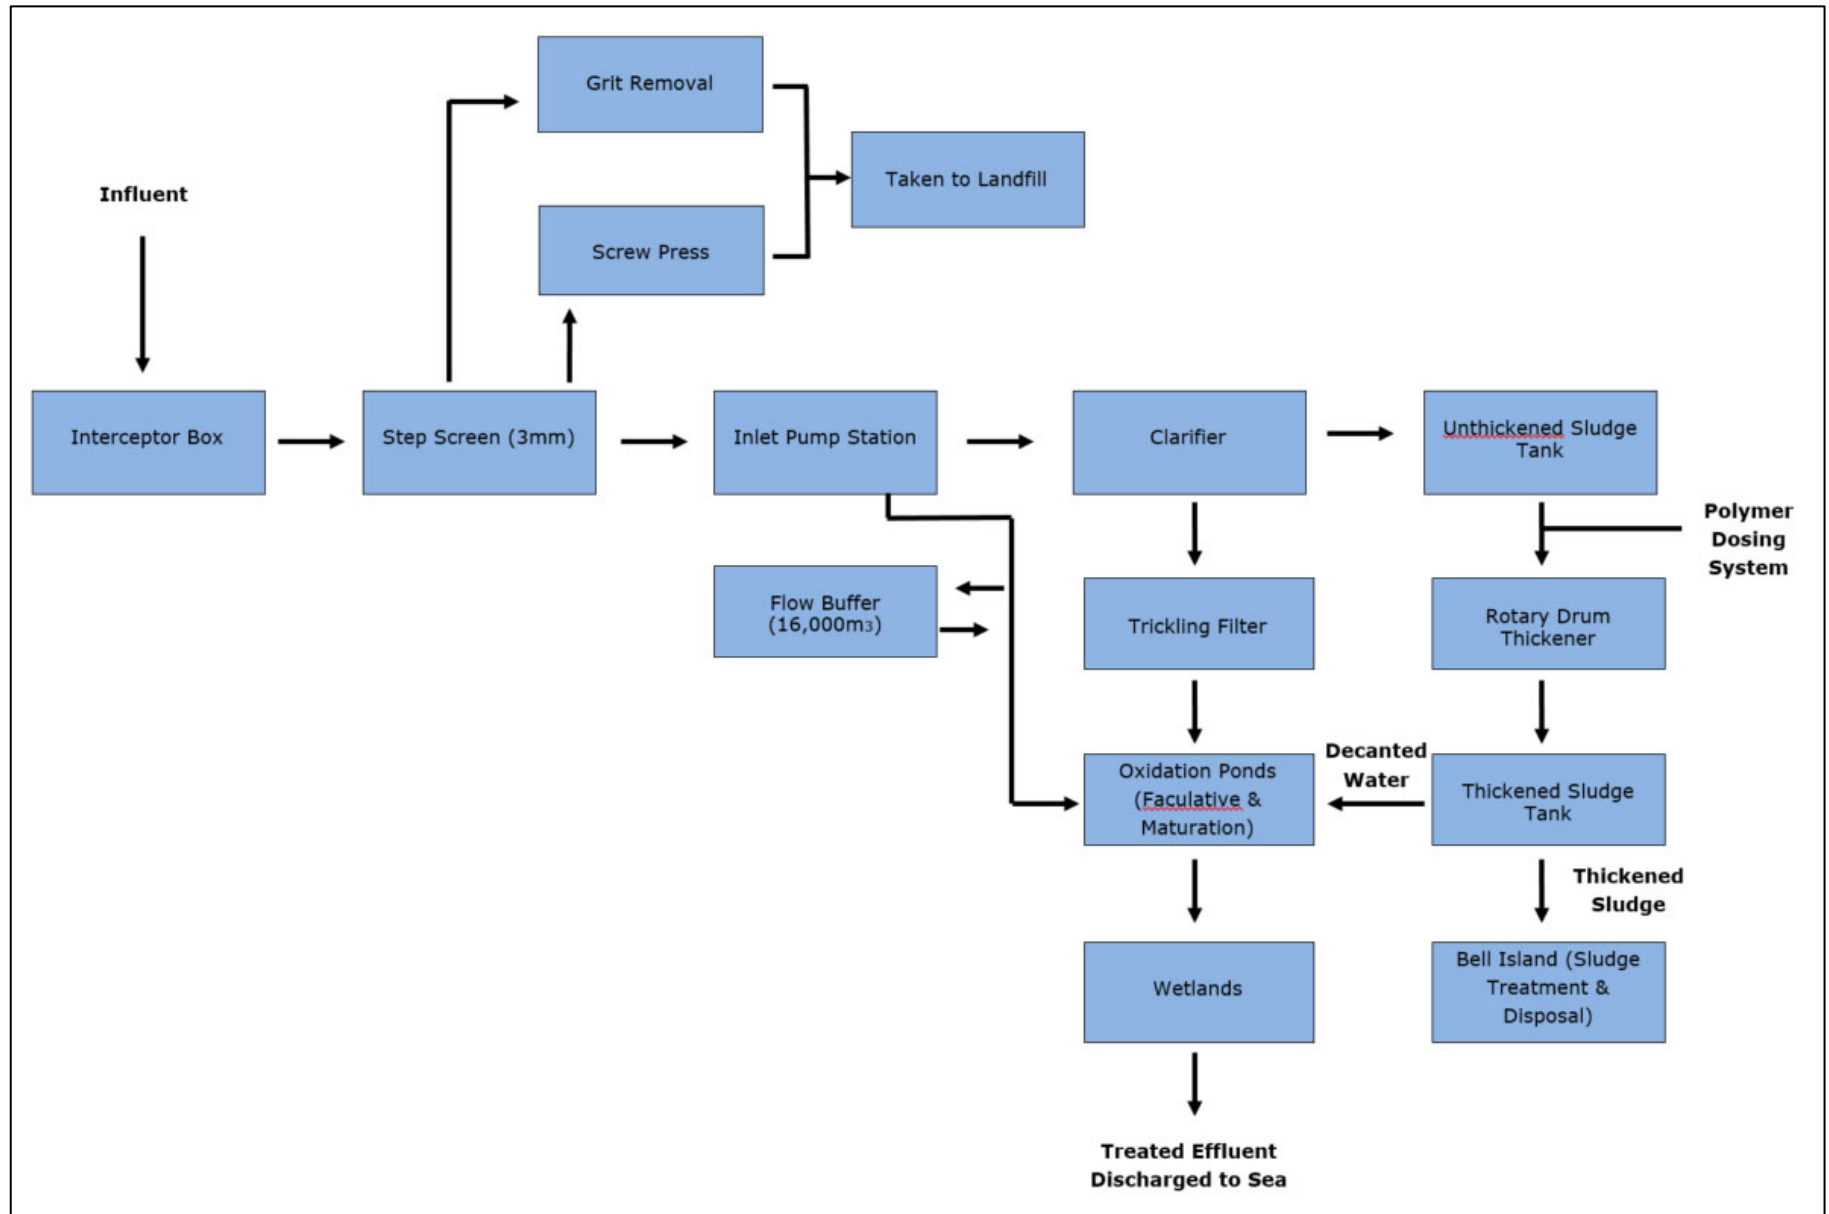 Grit Removal
Taken to Landfill
Influent
Screw Press
Interceptor Box
Step Screen (3mm)
Inlet Pump Station
Clarifier
Unthickened Sludge
Tank
Polymer
Dosing
System
Flow Buffer
(16,000m3)
Trickling Filter
Rotary Drum
Thickener
Decanted
Water
Oxidation Ponds
(Faculative &
Maturation)
Thickened Sludge
Tank
Thickened
Sludge
Wetlands
Bell Island (Sludge
Treatment &
Disposal)
Treated Effluent
Discharged to Sea